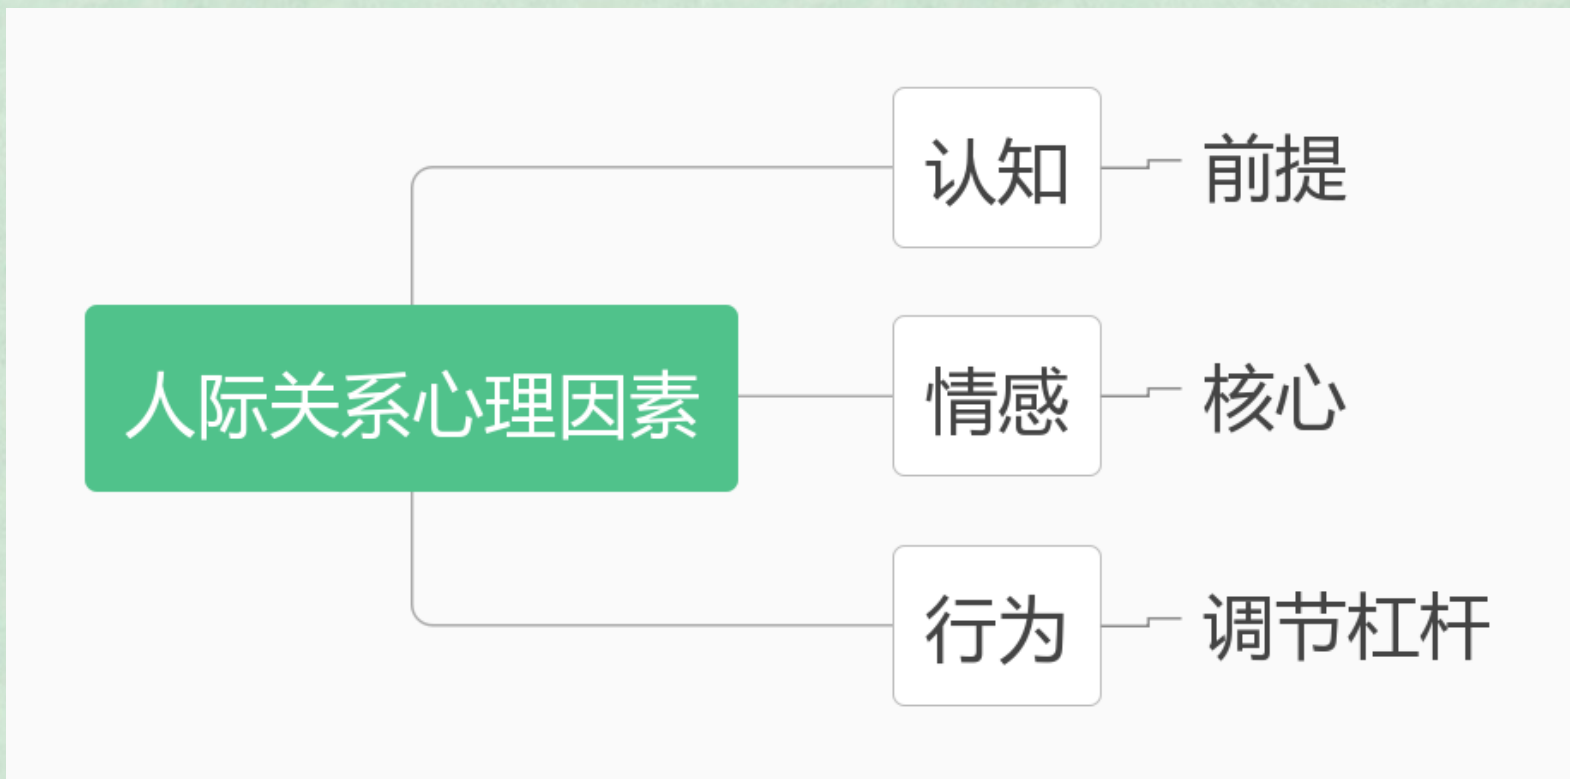 人际关系心理因素
认知
前提
情感
核心
行为
调节杠杆